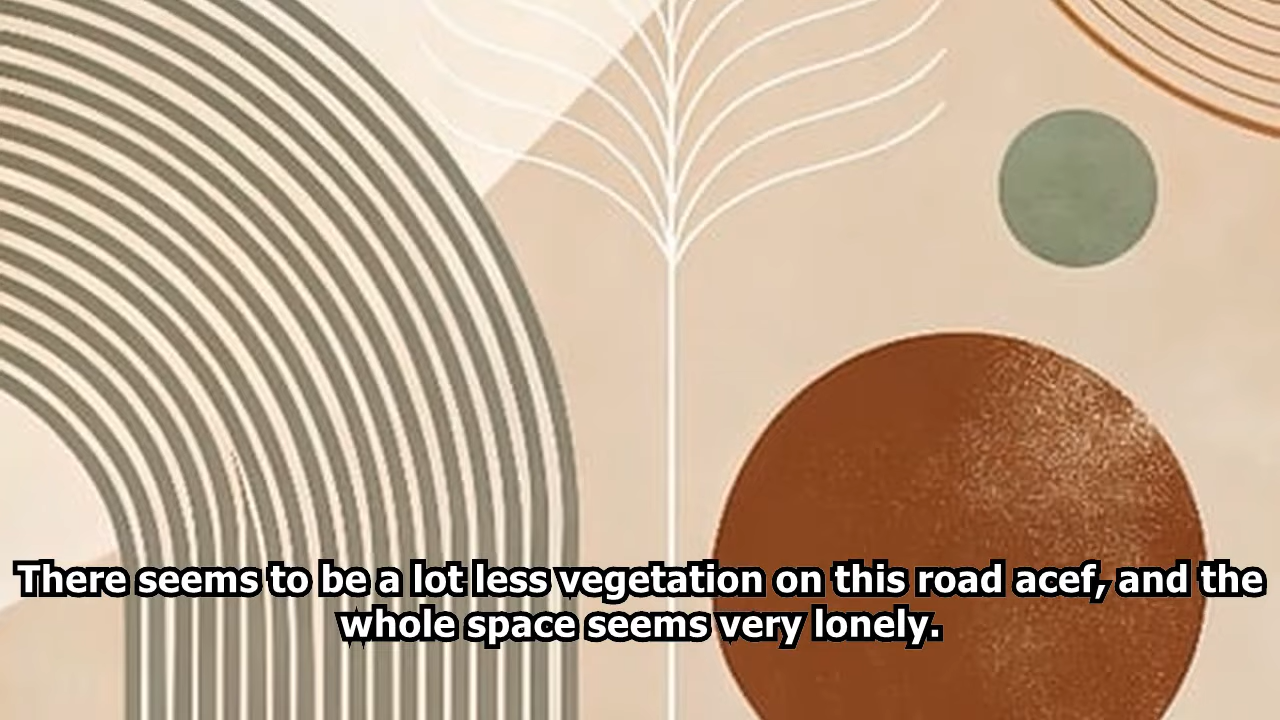 There seems to be a lot less vegetation on this road acef, and the
whole space seems very lonely.